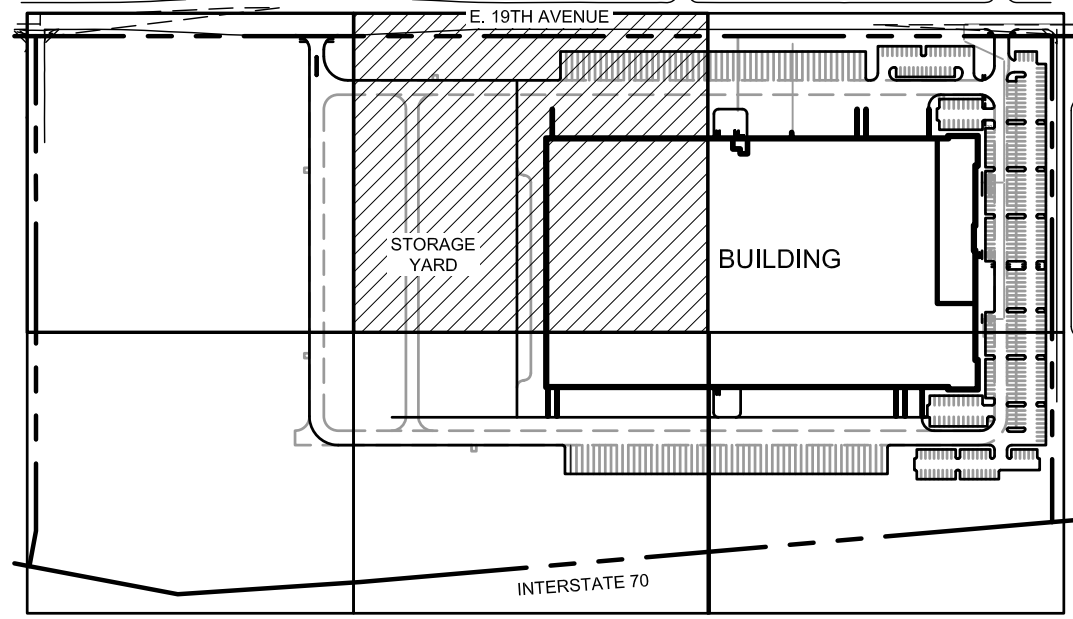 E. 19TH AVENUE
STORAGE
YARD
BUILDING
INTERSTATE 70